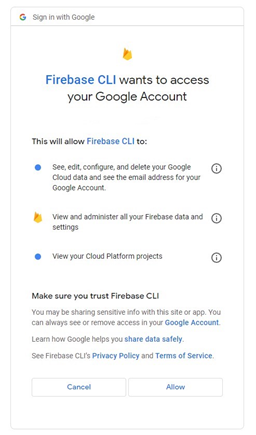 Sign in with Google
Firebase CLI wants to access
your Google Account
This will allow Firebase CLI to:
See, edit, configure, and delete your Google
Cloud data and see the email address for your
Google Account.
View and administer all your Firebase data and
settings
View your Cloud Platform projects
Make sure you trust Firebase CLI
You may be sharing sensitive info with this site or app. You
can always see or remove access in your Google Account.
Learn how Google helps you share data safely.
See Firebase CLI's Privacy Policy and Terms of Service.
Cancel
Allow